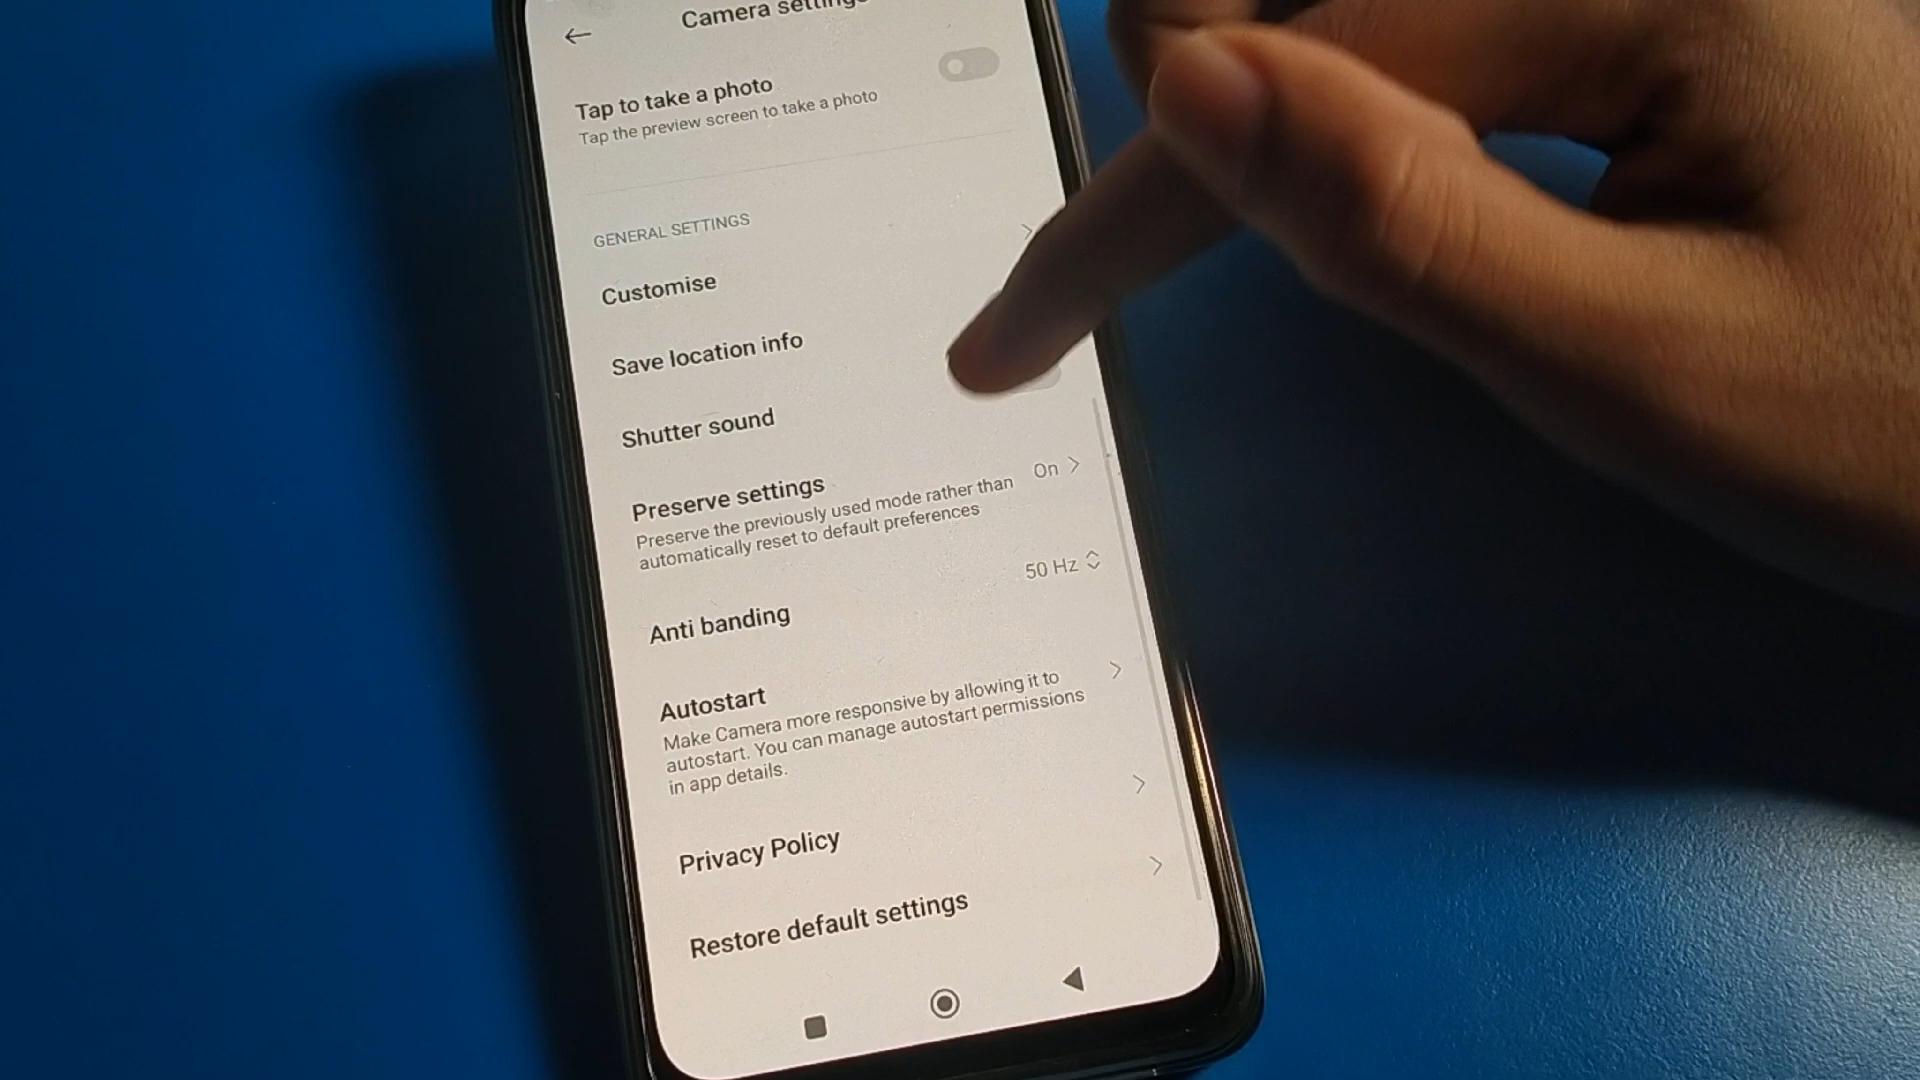 Camera settings
Tap to take a photo
Tap the preview screen to take a photo
GENERAL SETTINGS
Customise
Save location info
Shutter sound
Preserve settings
Preserve the previously used mode rather than
automatically reset to default preferences
On
50 Hz
Anti banding
Autostart
Make Camera more responsive by allowing it to
autostart. You can manage autostart permissions
in app details.
Privacy Policy
Restore default settings